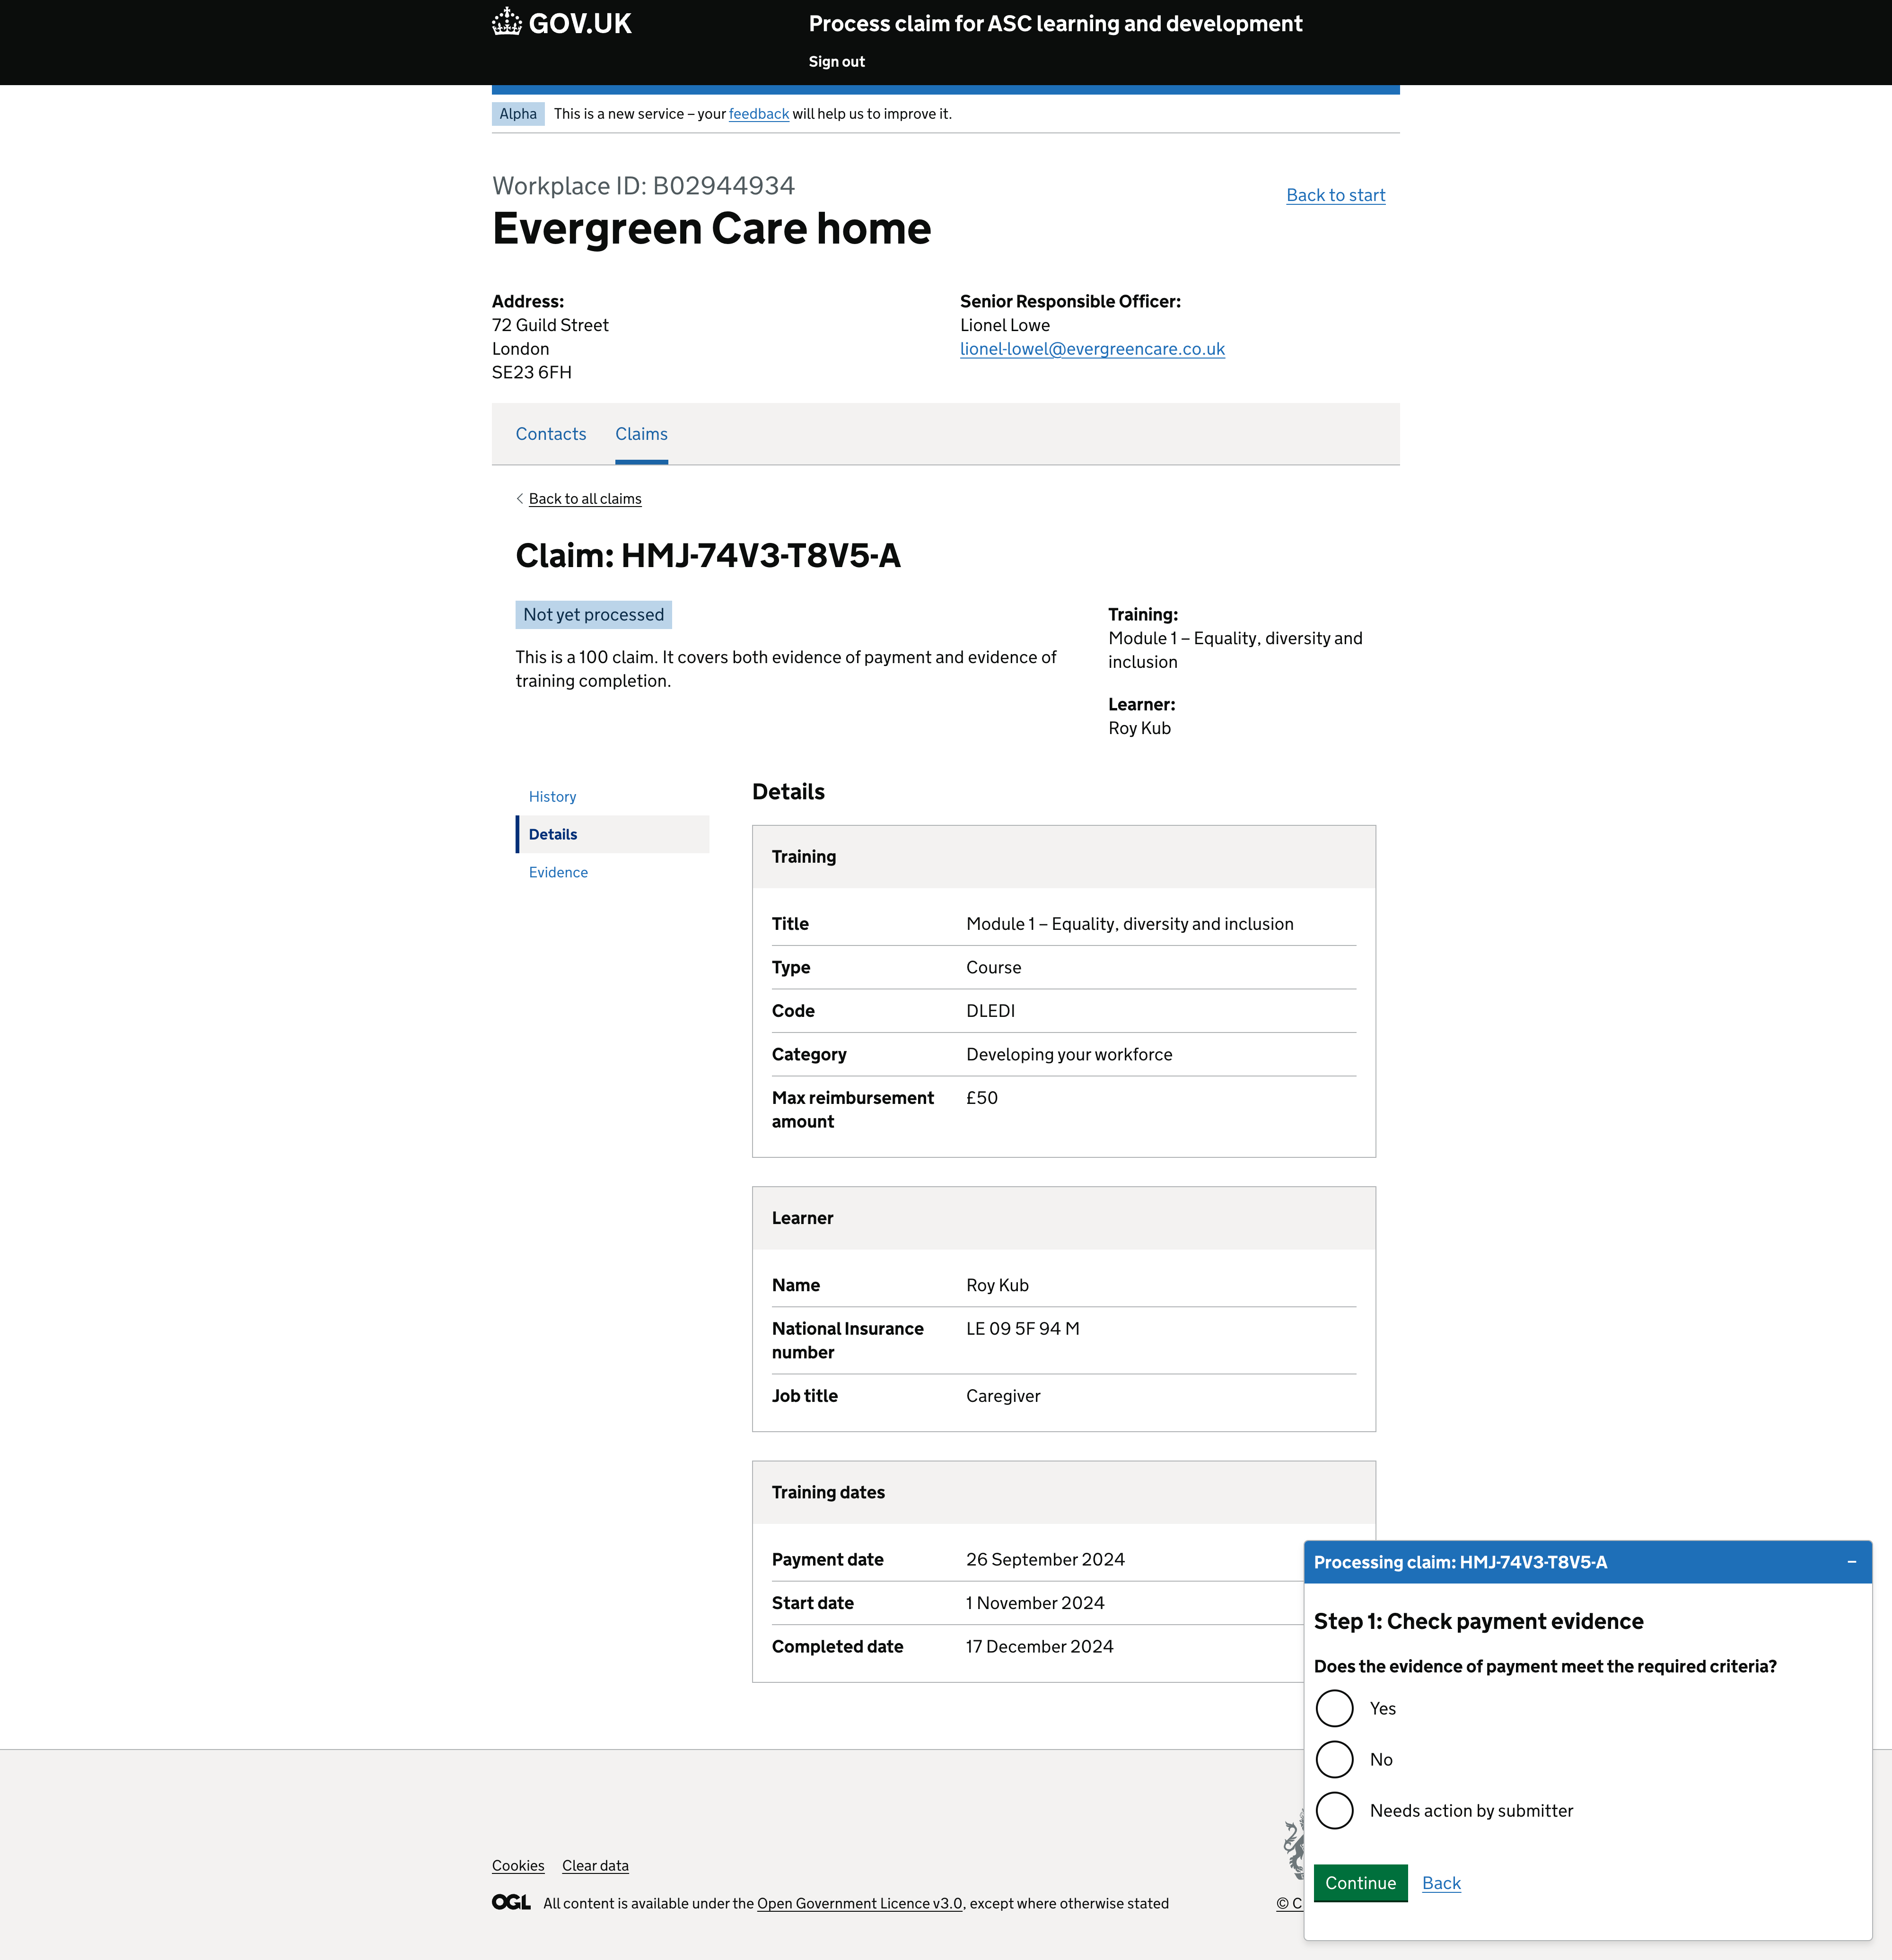 GOV.UK
Process claim for ASC learning and development
Sign out
Alpha
This is a new service – your feedback will help us to improve it.
Workplace ID: B02944934
Back to start
Evergreen Care home
Address:
72 Guild Street
London
SE23 6FH
Senior Responsible Officer:
Lionel Lowe
lionel-lowel@evergreencare.co.uk
Contacts
Claims
Back to all claims
Claim: HMJ-74V3-T8V5-A
Not yet processed
This is a 100 claim. It covers both evidence of payment and evidence of
training completion.
Training:
Module 1 – Equality, diversity and
inclusion
Learner:
Roy Kub
History
Details
Evidence
Details
Training
Title Module 1 – Equality, diversity and inclusion
Type Course
Code DLEDI
Category Developing your workforce
Max reimbursement £50
amount
Learner
Name Roy Kub
National Insurance LE 09 5F 94 M
number
Job title Caregiver
Training dates
Payment date 26 September 2024
Start date 1 November 2024
Completed date 17 December 2024
Processing claim: HMJ-74V3-T8V5-A –
Step 1: Check payment evidence
Does the evidence of payment meet the required criteria?
Yes
No
Needs action by submitter
Continue
Back
Cookies
Clear data
OGL
All content is available under the Open Government Licence v3.0, except where otherwise stated
© C